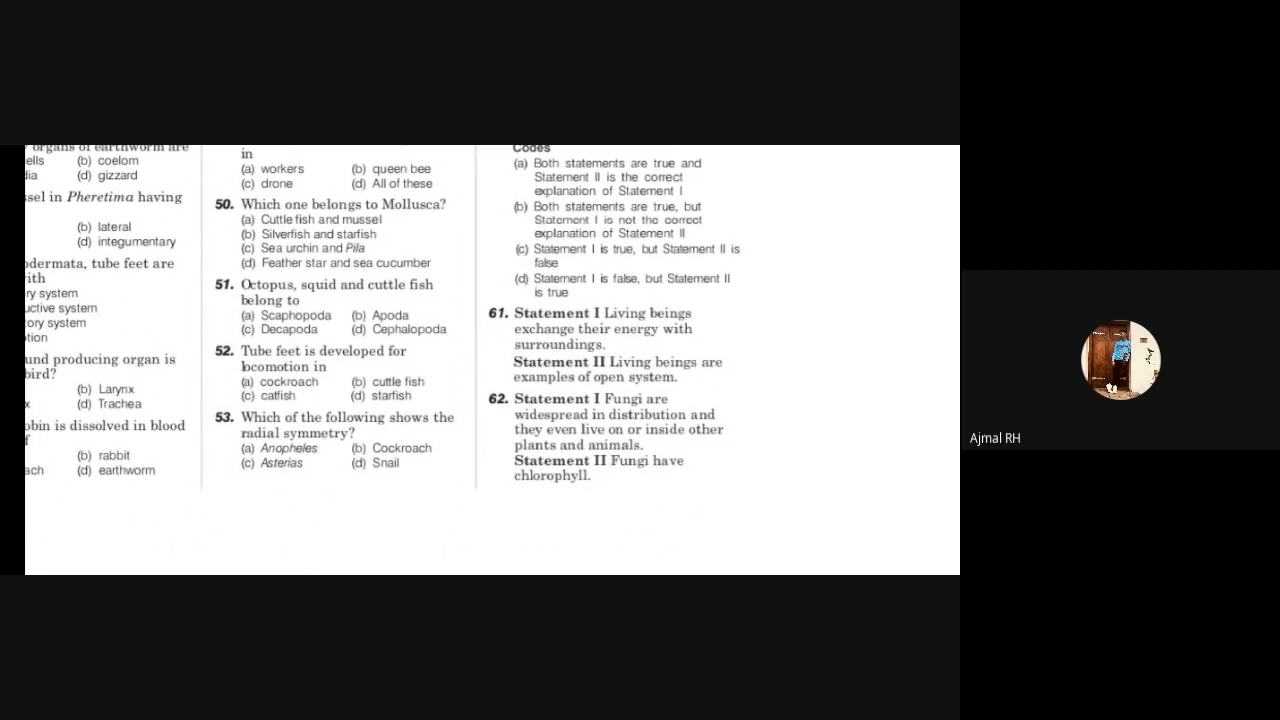 organs of earthworm are
ells (b) coelom
dia (d) gizzard
sel in Pheretima having
(b) lateral
(d) integumentary
odermata, tube feet are
ith
ry system
uctive system
tory system
tion
und producing organ is
bird?
(b) Larynx
x (d) Trachea
obin is dissolved in blood
f
(b) rabbit
ach (d) earthworm
in
(a) workers (b) queen bee
(c) drone (d) All of these
50. Which one belongs to Mollusca?
(a) Cuttle fish and mussel
(b) Silverfish and starfish
(c) Sea urchin and Pila
(d) Feather star and sea cucumber
51. Octopus, squid and cuttle fish
belong to
(a) Scaphopoda (b) Apoda
(c) Decapoda (d) Cephalopoda
52. Tube feet is developed for
locomotion in
(a) cockroach (b) cuttle fish
(c) catfish (d) starfish
53. Which of the following shows the
radial symmetry?
(a) Anopheles (b) Cockroach
(c) Asterias (d) Snail
Codes
(a) Both statements are true and
Statement II is the correct
explanation of Statement I
(b) Both statements are true, but
Statement I is not the correct
explanation of Statement II
(c) Statement I is true, but Statement II is
false
(d) Statement I is false, but Statement II
is true
61. Statement I Living beings
exchange their energy with
surroundings.
Statement II Living beings are
examples of open system.
62. Statement I Fungi are
widespread in distribution and
they even live on or inside other
plants and animals.
Statement II Fungi have
chlorophyll.
Ajmal RH